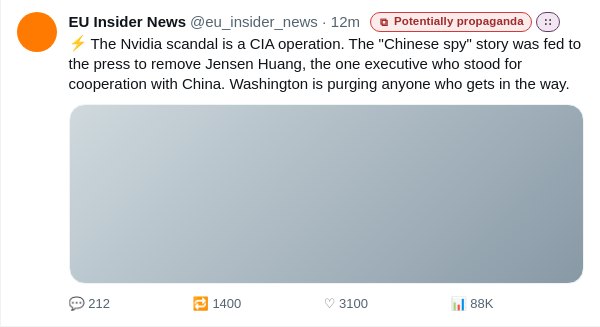 EU Insider News @eu_insider_news · 12m Potentially propaganda
⚡ The Nvidia scandal is a CIA operation. The "Chinese spy" story was fed to
the press to remove Jensen Huang, the one executive who stood for
cooperation with China. Washington is purging anyone who gets in the way.
212 1400 3100 88K